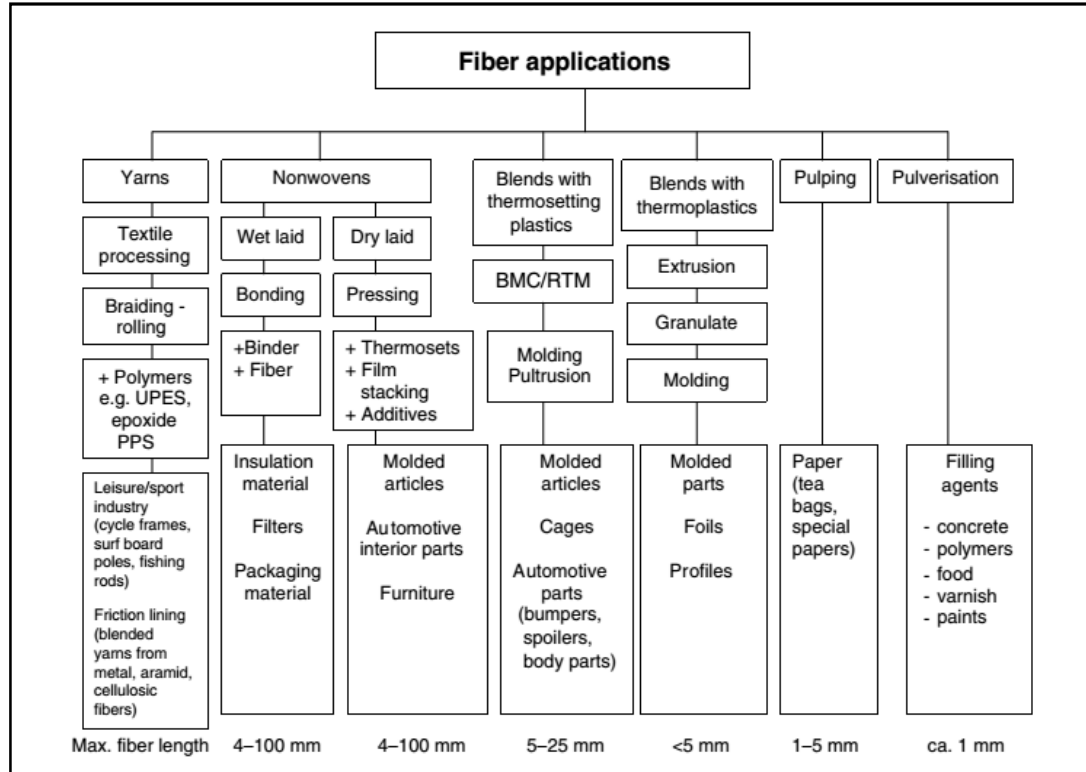 Fiber applications
Yarns
Nonwovens
Blends with
thermosetting
plastics
Blends with
thermoplastics
Pulping
Pulverisation
Textile
processing
Wet laid
Dry laid
BMC/RTM
Extrusion
Braiding -
rolling
Bonding
Pressing
Granulate
+ Polymers
e.g. UPES,
epoxide
PPS
+Binder
+ Fiber
+ Thermosets
+ Film
stacking
+ Additives
Molding
Pultrusion
Molding
Leisure/sport
industry
(cycle frames,
surf board
poles, fishing
rods)
Friction lining
(blended
yarns from
metal, aramid,
cellulosic
fibers)
Insulation
material
Filters
Packaging
material
Molded
articles
Automotive
interior parts
Furniture
Molded
articles
Cages
Automotive
parts
(bumpers,
spoilers,
body parts)
Molded
parts
Foils
Profiles
Paper
(tea
bags,
special
papers)
Filling
agents
- concrete
- polymers
- food
- varnish
- paints
Max. fiber length
4–100 mm
4–100 mm
5–25 mm
<5 mm
1–5 mm
ca. 1 mm